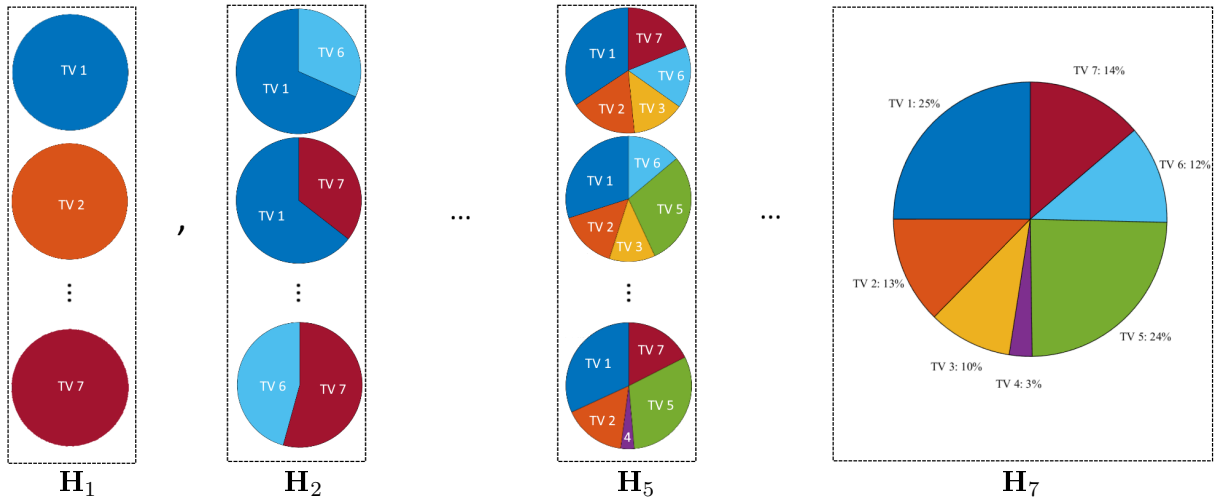 TV 1
TV 2
⋮
TV 7
H₁
,
TV 6
TV 1
TV 7
TV 1
⋮
TV 6
TV 7
H₂
...
TV 7
TV 1
TV 6
TV 2
TV 3
TV 6
TV 1
TV 5
TV 2
TV 3
⋮
TV 7
TV 1
TV 5
TV 2
4
H₅
...
TV 7: 14%
TV 1: 25%
TV 6: 12%
TV 2: 13%
TV 5: 24%
TV 3: 10%
TV 4: 3%
H₇